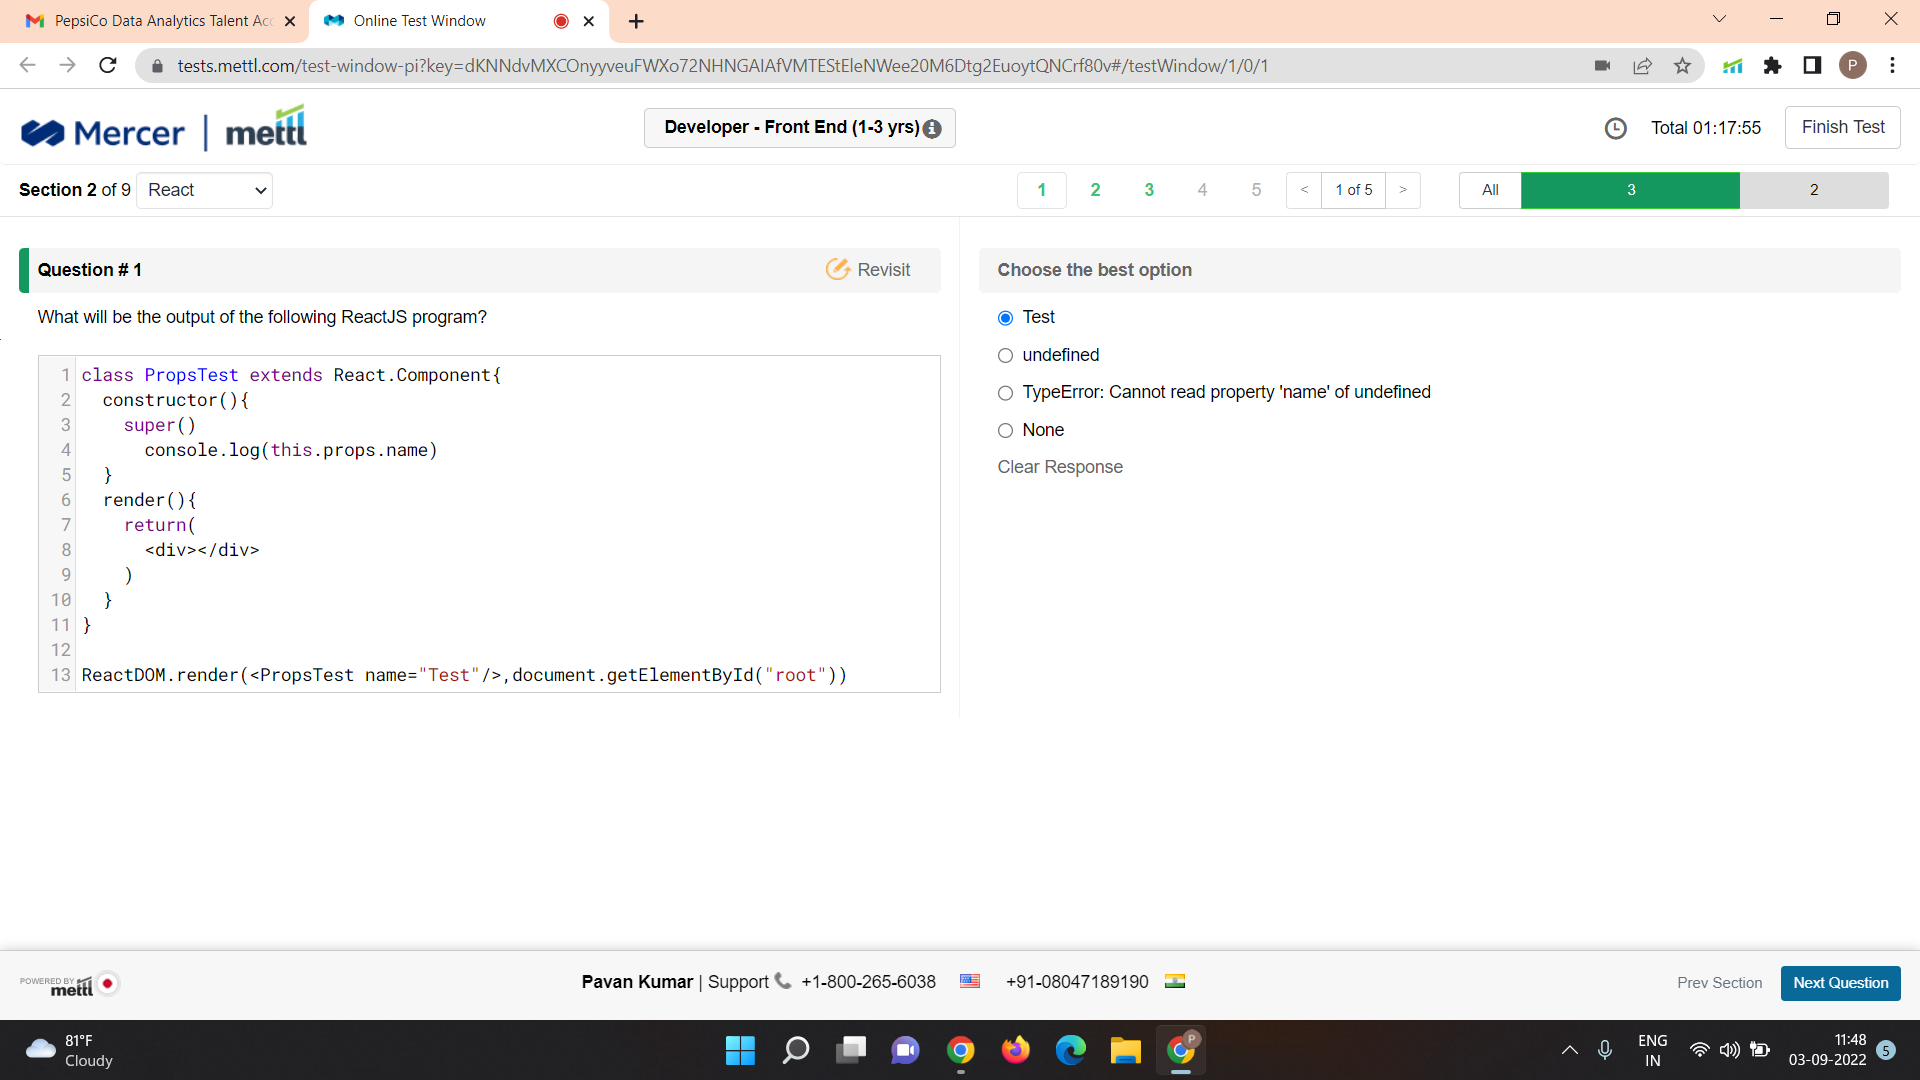 PepsiCo Data Analytics Talent Acc
Online Test Window
tests.mettl.com/test-window-pi?key=dKNNdvMXCOnyyveuFWXo72NHNGAIAfVMTEStEleNWee20M6Dtg2EuoytQNCrf80v#/testWindow/1/0/1
P
Mercer | mettl
Developer - Front End (1-3 yrs)
Total 01:17:55
Finish Test
Section 2 of 9
React
1 2 3 4 5
< 1 of 5 >
All 3 2
Question # 1
Revisit
What will be the output of the following ReactJS program?
1 class PropsTest extends React.Component{
2 constructor(){
3 super()
4 console.log(this.props.name)
5 }
6 render(){
7 return(
8 <div></div>
9 )
10 }
11 }
12
13 ReactDOM.render(<PropsTest name="Test"/>,document.getElementById("root"))
Choose the best option
Test
undefined
TypeError: Cannot read property 'name' of undefined
None
Clear Response
POWERED BY
mettl
Pavan Kumar | Support +1-800-265-6038 +91-08047189190
Prev Section
Next Question
81°F
Cloudy
P
ENG
IN
11:48
03-09-2022
5